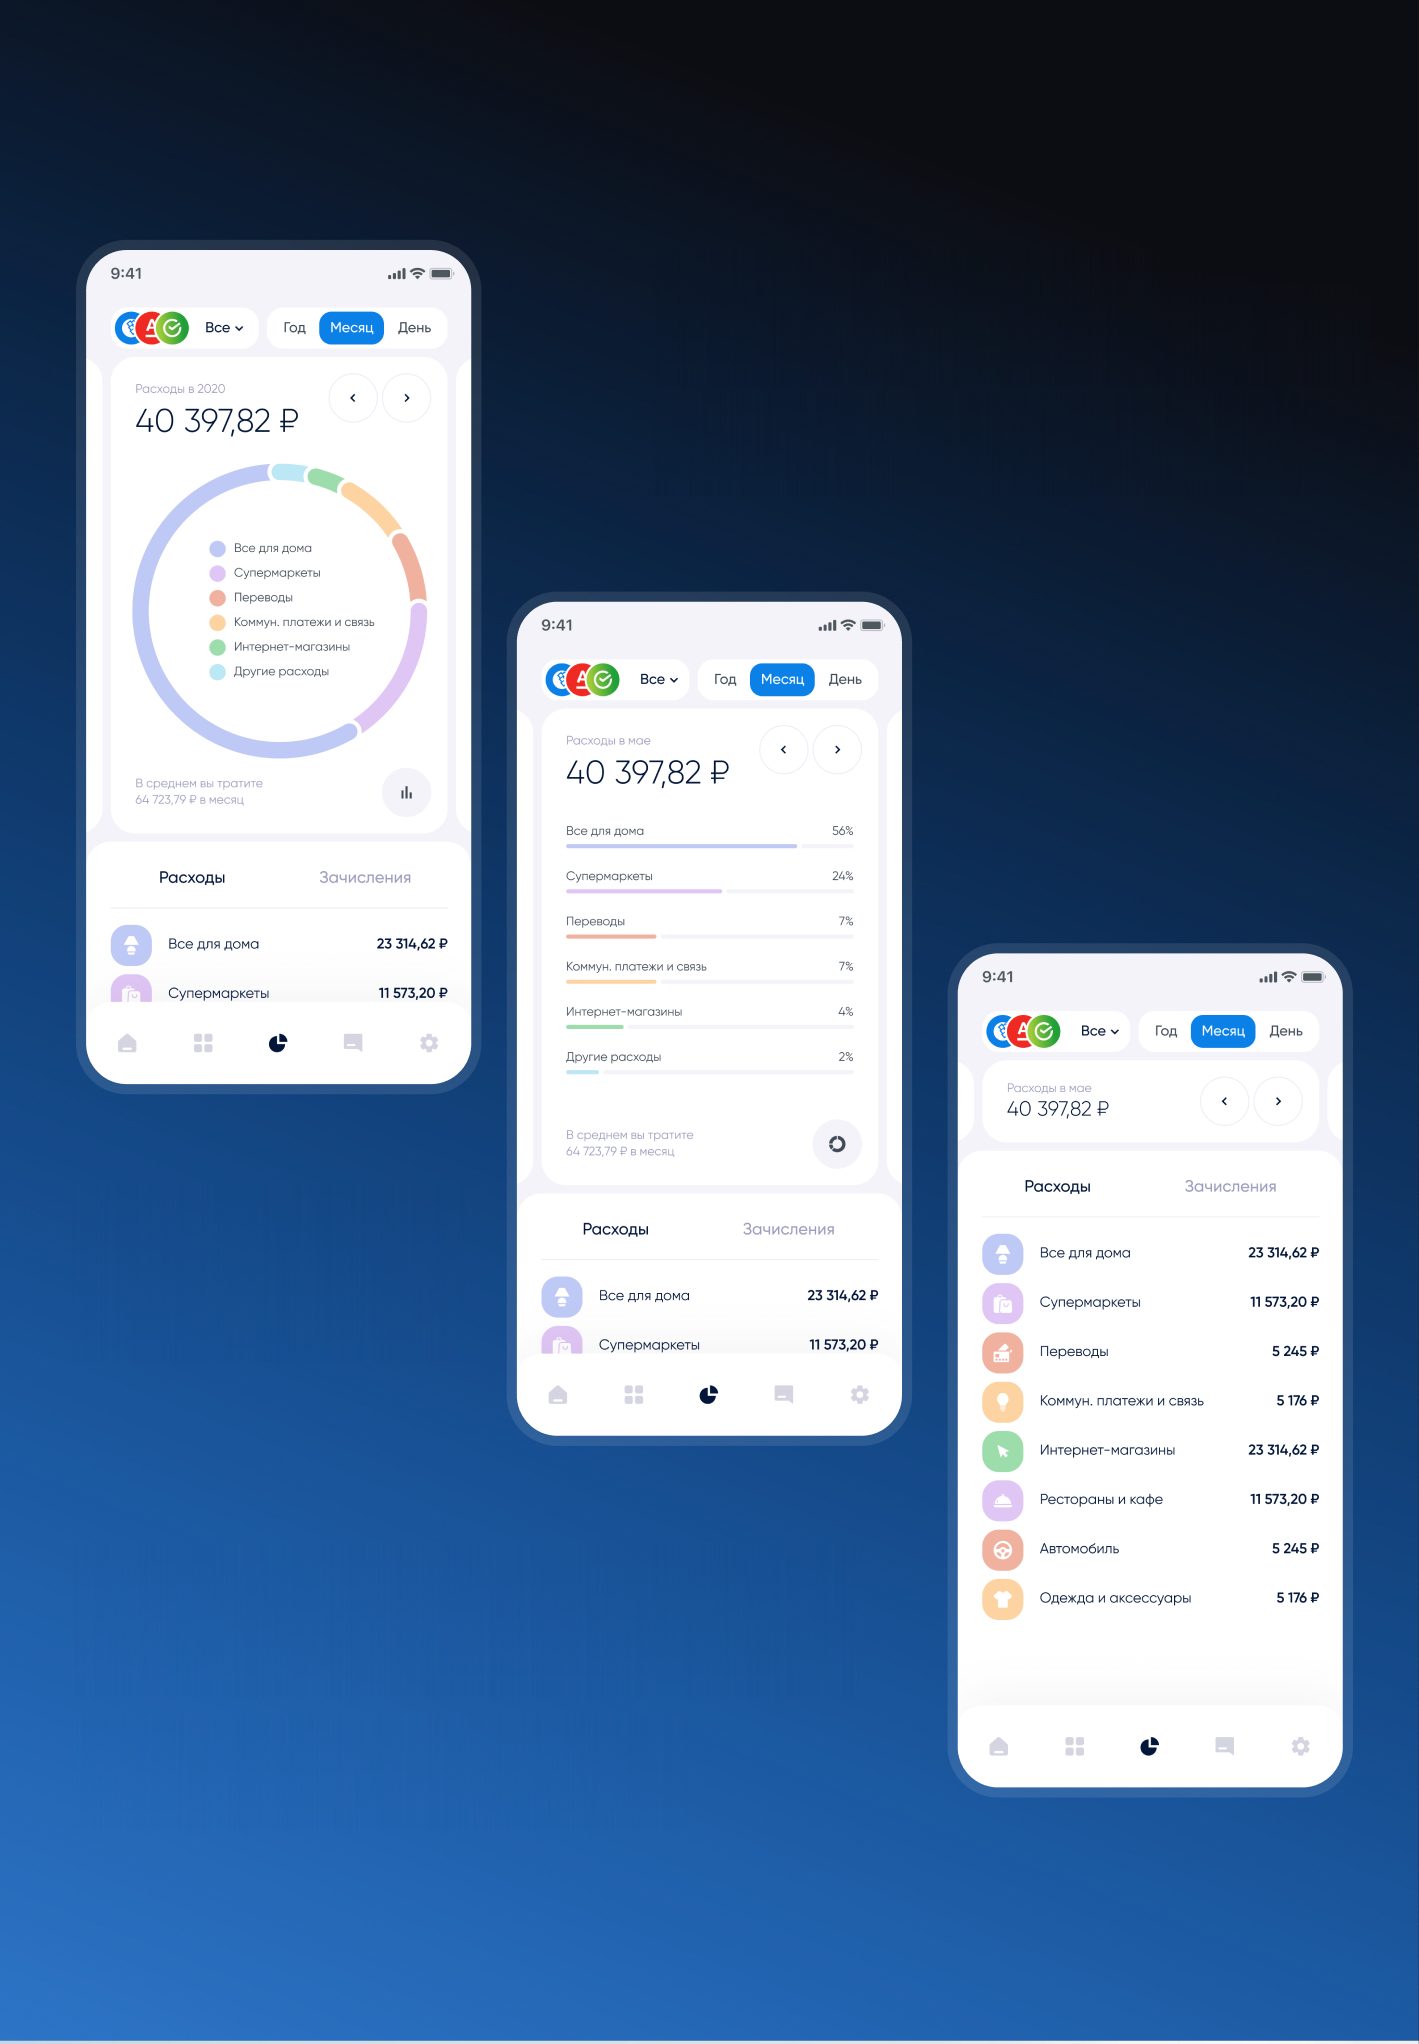 9:41
Все
Год
Месяц
День
Расходы в 2020
40 397,82 ₽
Все для дома
Супермаркеты
Переводы
Коммун. платежи и связь
Интернет-магазины
Другие расходы
В среднем вы тратите
64 723,79 ₽ в месяц
Расходы
Зачисления
Все для дома
23 314,62 ₽
Супермаркеты
11 573,20 ₽
9:41
Все
Год
Месяц
День
Расходы в мае
40 397,82 ₽
Все для дома
56%
Супермаркеты
24%
Переводы
7%
Коммун. платежи и связь
7%
Интернет-магазины
4%
Другие расходы
2%
В среднем вы тратите
64 723,79 ₽ в месяц
Расходы
Зачисления
Все для дома
23 314,62 ₽
Супермаркеты
11 573,20 ₽
9:41
Все
Год
Месяц
День
Расходы в мае
40 397,82 ₽
Расходы
Зачисления
Все для дома
23 314,62 ₽
Супермаркеты
11 573,20 ₽
Переводы
5 245 ₽
Коммун. платежи и связь
5 176 ₽
Интернет-магазины
23 314,62 ₽
Рестораны и кафе
11 573,20 ₽
Автомобиль
5 245 ₽
Одежда и аксессуары
5 176 ₽